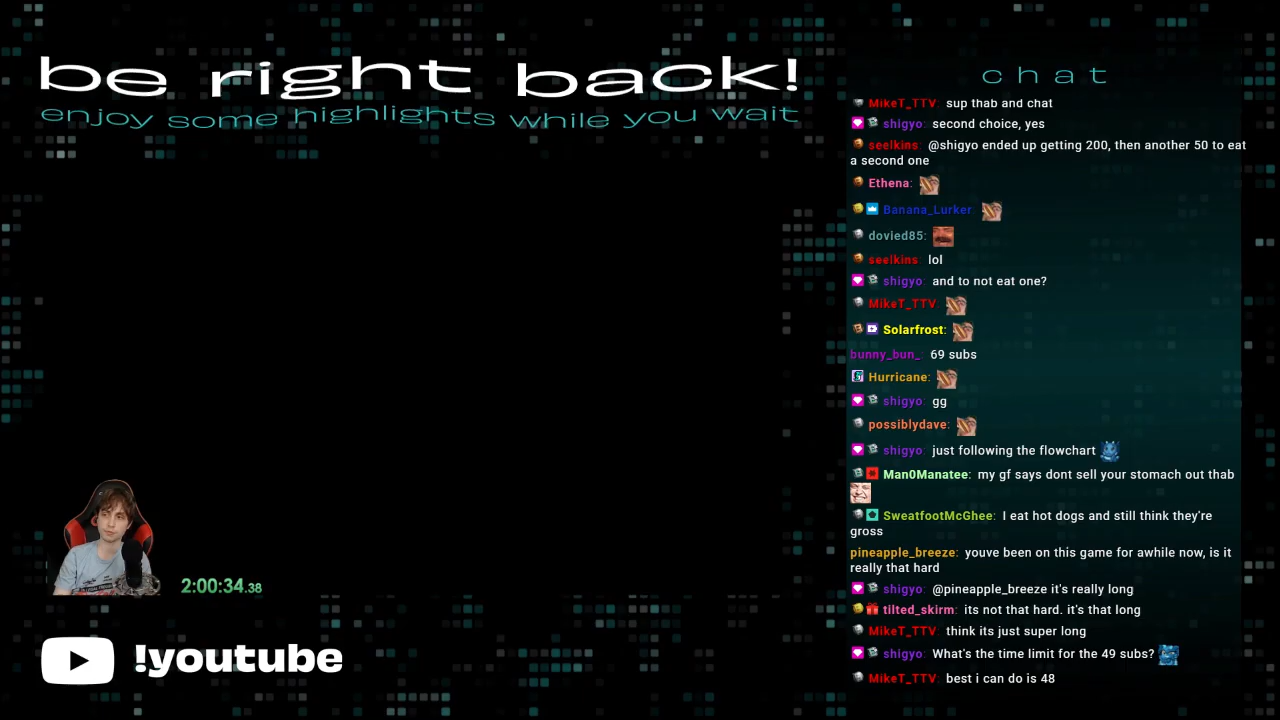 be right back!
enjoy some highlights while you wait
chat
MikeT_TTV: sup thab and chat
shigyo: second choice, yes
seelkins: @shigyo ended up getting 200, then another 50 to eat
a second one
Ethena:
Banana_Lurker
dovied85:
seelkins: lol
shigyo: and to not eat one?
MikeT_TTV
Solarfrost:
bunny_bun_: 69 subs
Hurricane:
shigyo: gg
possiblydave:
shigyo: just following the flowchart
Man0Manatee: my gf says dont sell your stomach out thab
SweatfootMcGhee: I eat hot dogs and still think they're
gross
pineapple_breeze: youve been on this game for awhile now, is it
really that hard
shigyo: @pineapple_breeze it's really long
tilted_skirm: its not that hard. it's that long
MikeT_TTV: think its just super long
shigyo: What's the time limit for the 49 subs?
MikeT_TTV: best i can do is 48
2:00:34.38
!youtube